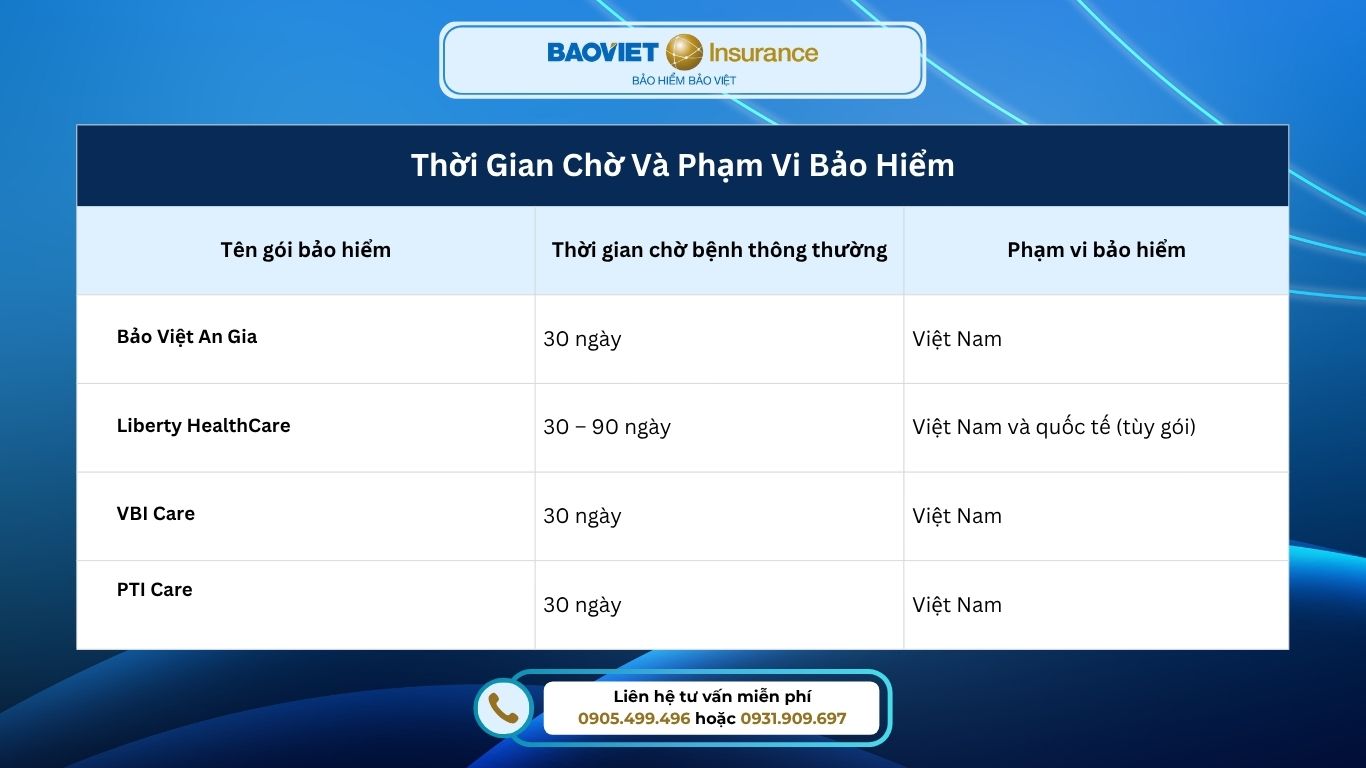 BAOVIET Insurance
BẢO HIỂM BẢO VIỆT
Thời Gian Chờ Và Phạm Vi Bảo Hiểm
Tên gói bảo hiểm Thời gian chờ bệnh thông thường Phạm vi bảo hiểm
Bảo Việt An Gia 30 ngày Việt Nam
Liberty HealthCare 30 – 90 ngày Việt Nam và quốc tế (tùy gói)
VBI Care 30 ngày Việt Nam
PTI Care 30 ngày Việt Nam
Liên hệ tư vấn miễn phí
0905.499.496 hoặc 0931.909.697